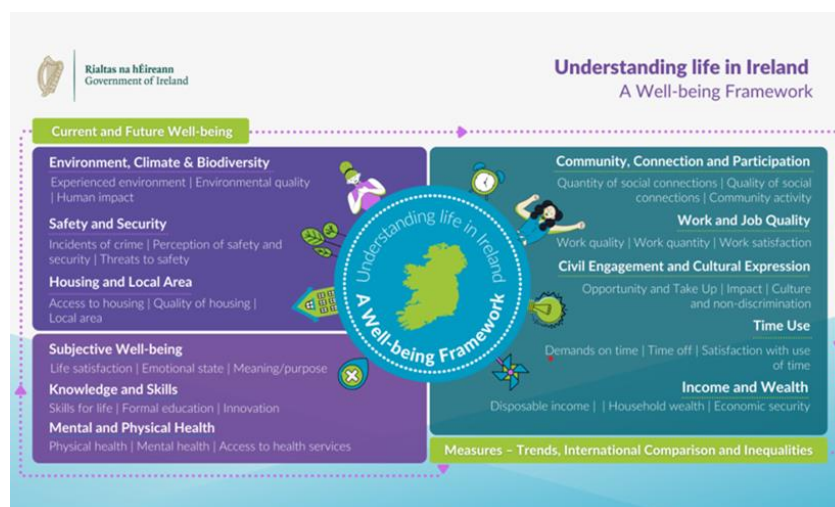 Rialtas na hÉireann
Government of Ireland
Understanding life in Ireland
A Well-being Framework
Current and Future Well-being
Environment, Climate & Biodiversity
Experienced environment | Environmental quality
| Human impact
Safety and Security
Incidents of crime | Perception of safety and
security | Threats to safety
Housing and Local Area
Access to housing | Quality of housing |
Local area
Subjective Well-being
Life satisfaction | Emotional state | Meaning/purpose
Knowledge and Skills
Skills for life | Formal education | Innovation
Mental and Physical Health
Physical health | Mental health | Access to health services
Understanding life in Ireland
A Well-being Framework
Community, Connection and Participation
Quantity of social connections | Quality of social
connections | Community activity
Work and Job Quality
Work quality | Work quantity | Work satisfaction
Civil Engagement and Cultural Expression
Opportunity and Take Up | Impact | Culture
and non-discrimination
Time Use
Demands on time | Time off | Satisfaction with use
of time
Income and Wealth
Disposable income | | Household wealth | Economic security
Measures – Trends, International Comparison and Inequalities